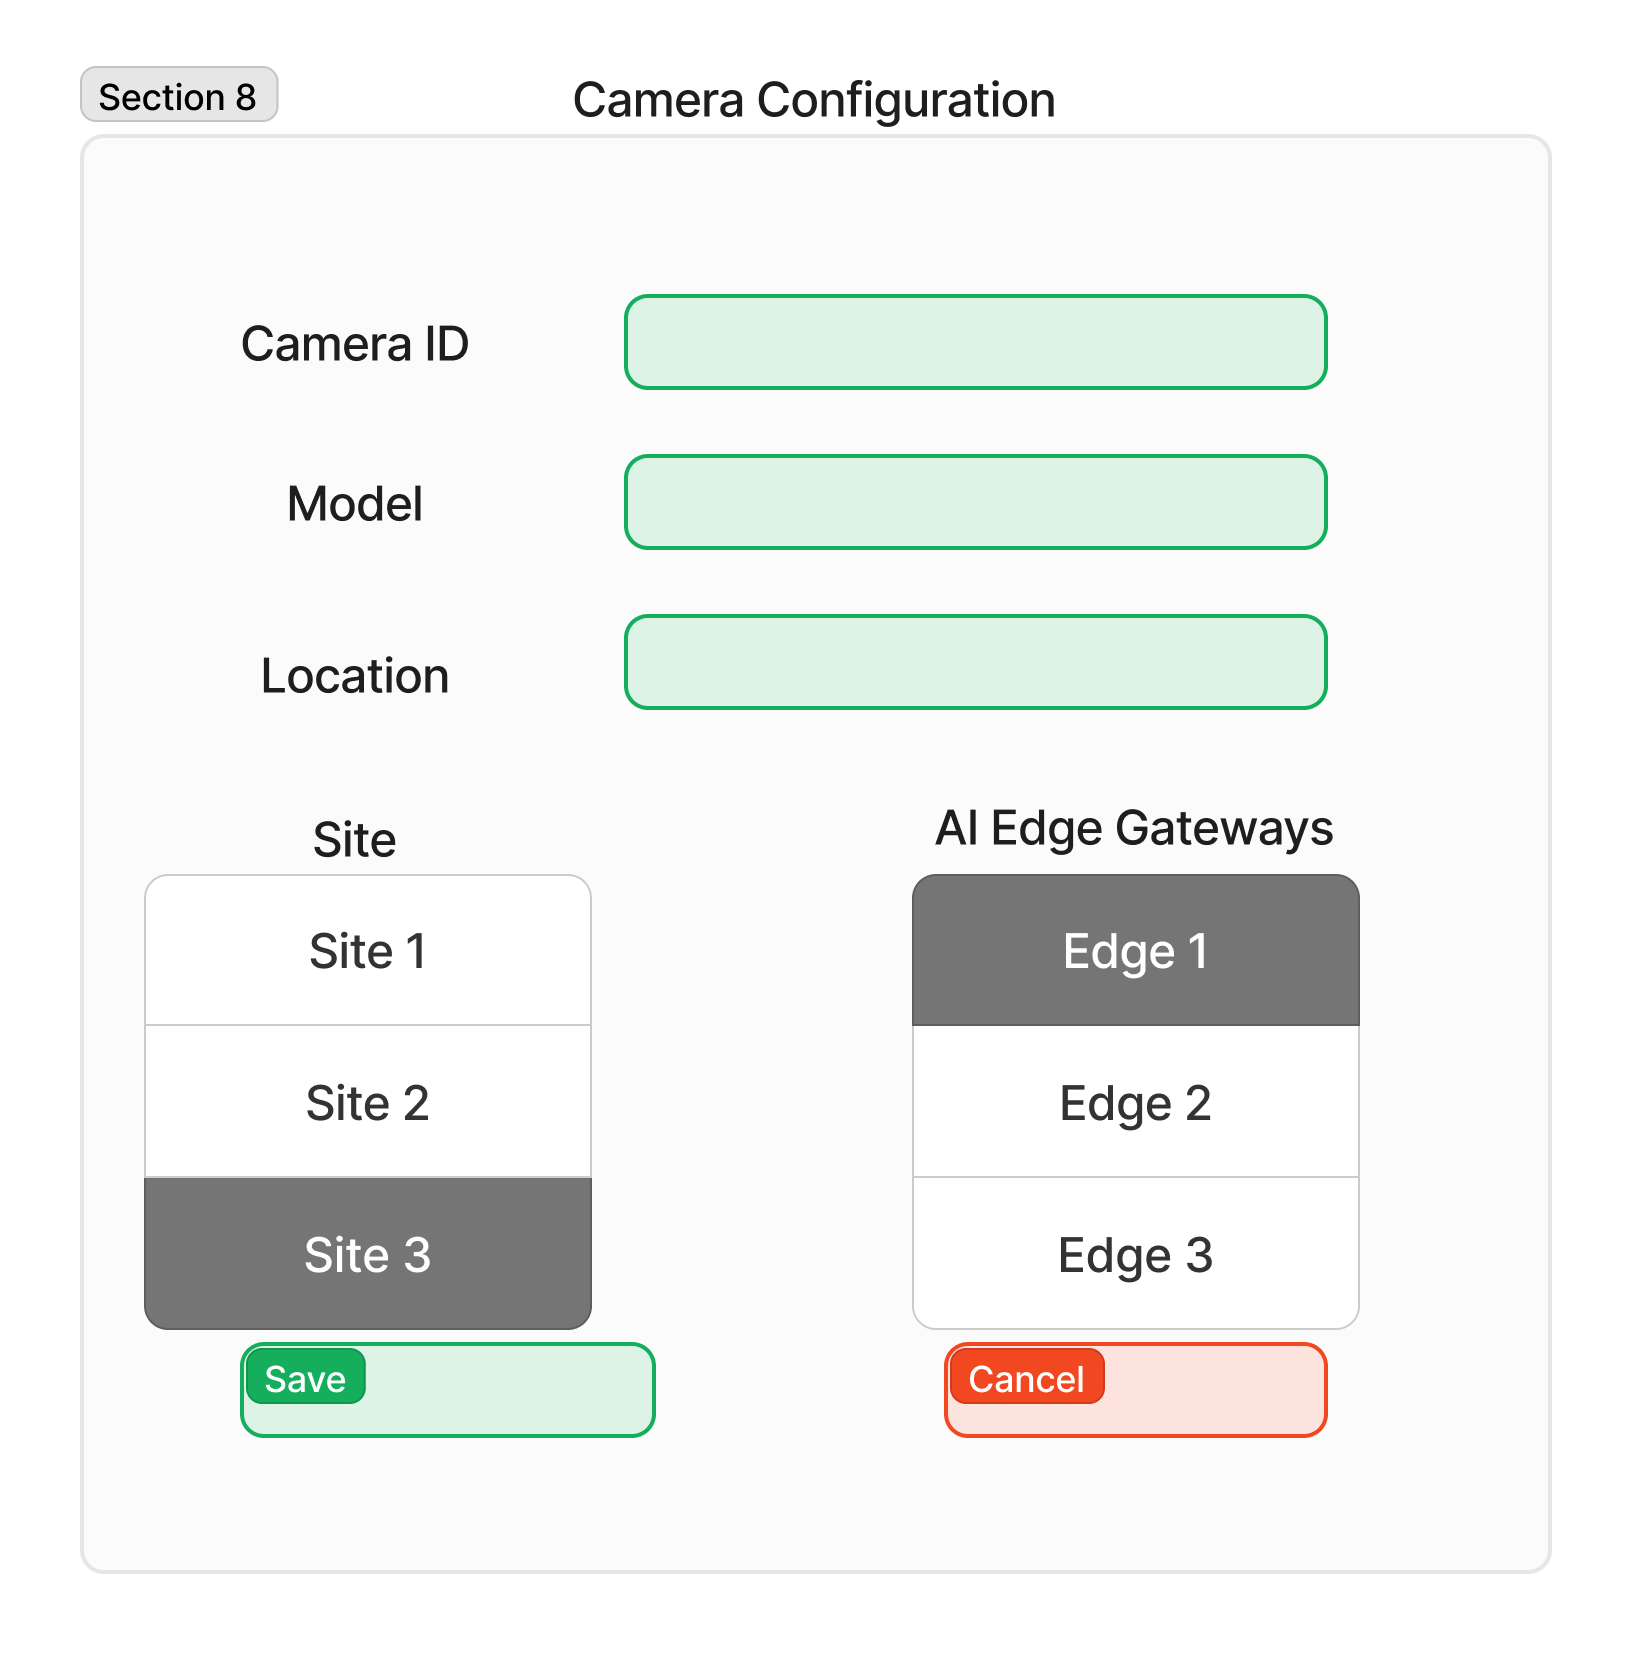 Section 8
Camera Configuration
Camera ID
Model
Location
Site
AI Edge Gateways
Site 1
Edge 1
Site 2
Edge 2
Site 3
Edge 3
Save
Cancel